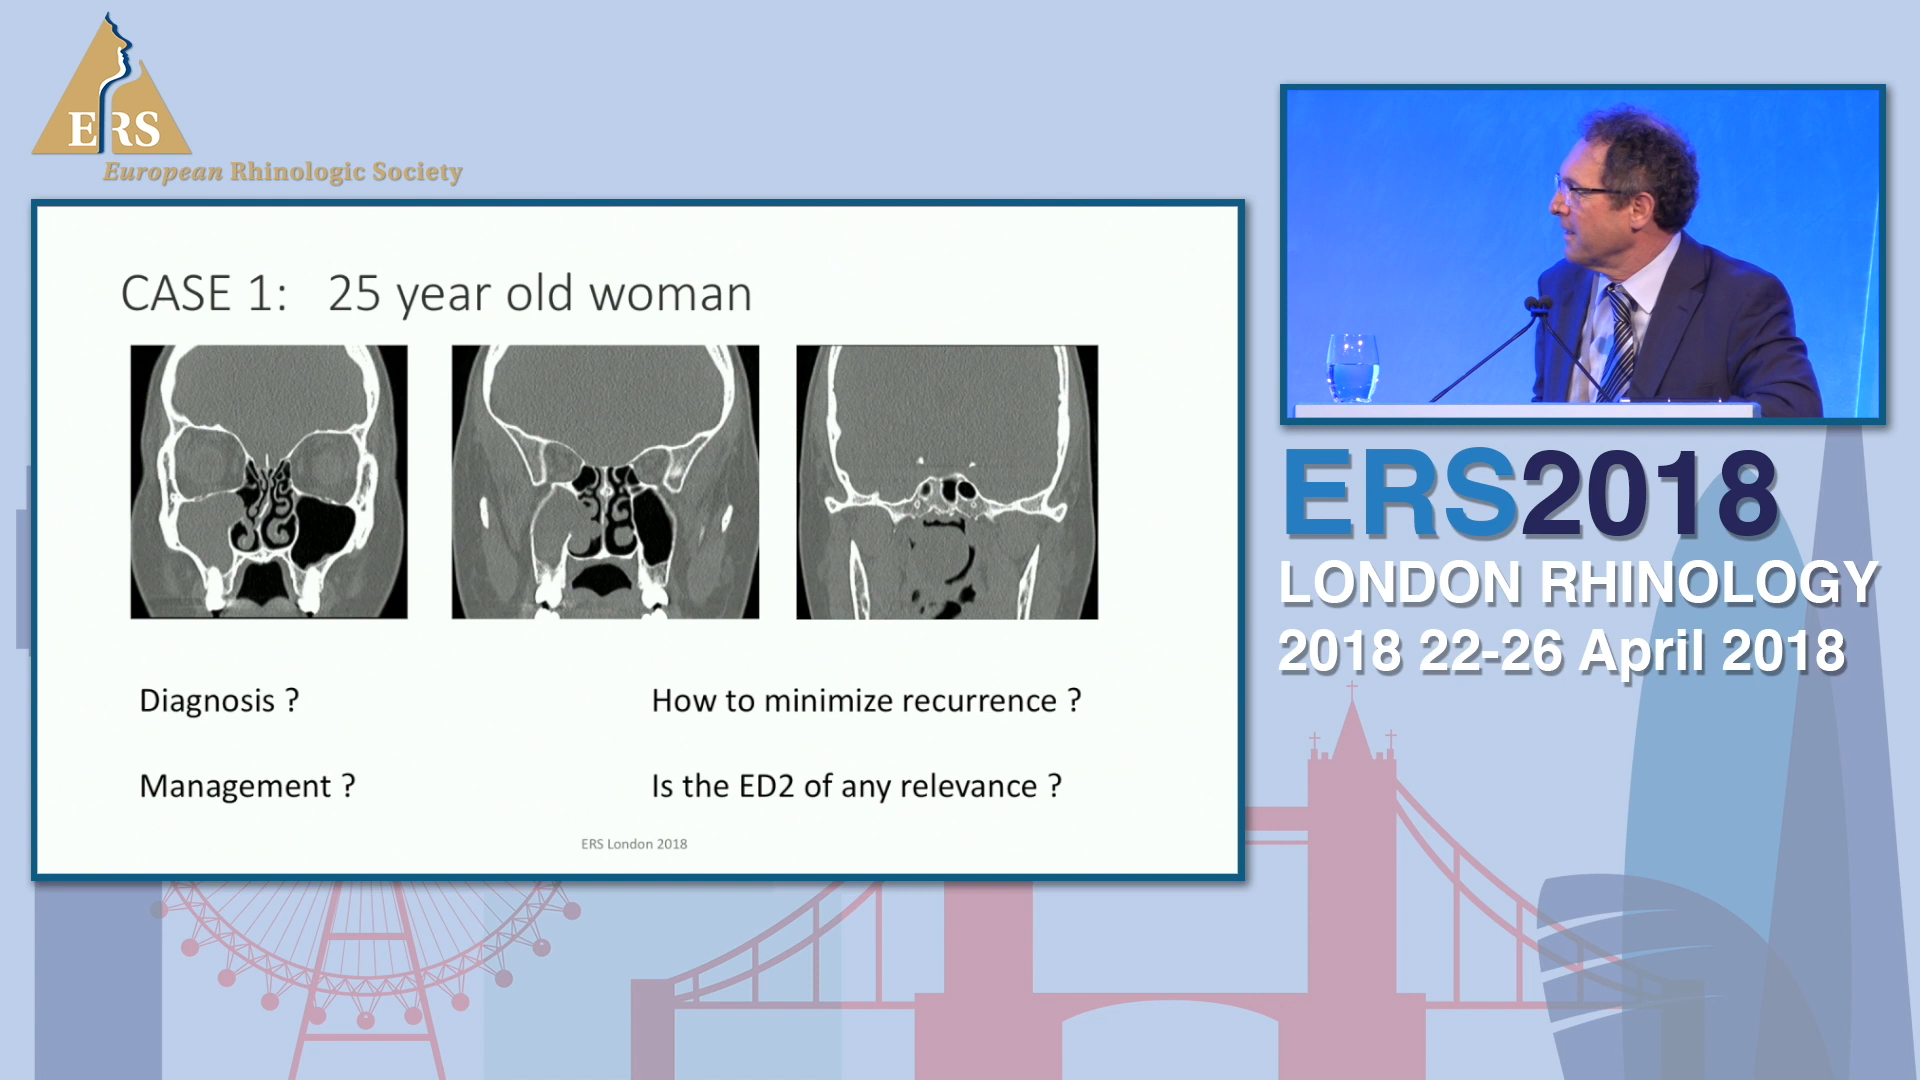 ERS
European Rhinologic Society
CASE 1: 25 year old woman
Diagnosis ?
How to minimize recurrence ?
Management ?
Is the ED2 of any relevance ?
ERS London 2018
ERS2018
LONDON RHINOLOGY
2018 22-26 April 2018